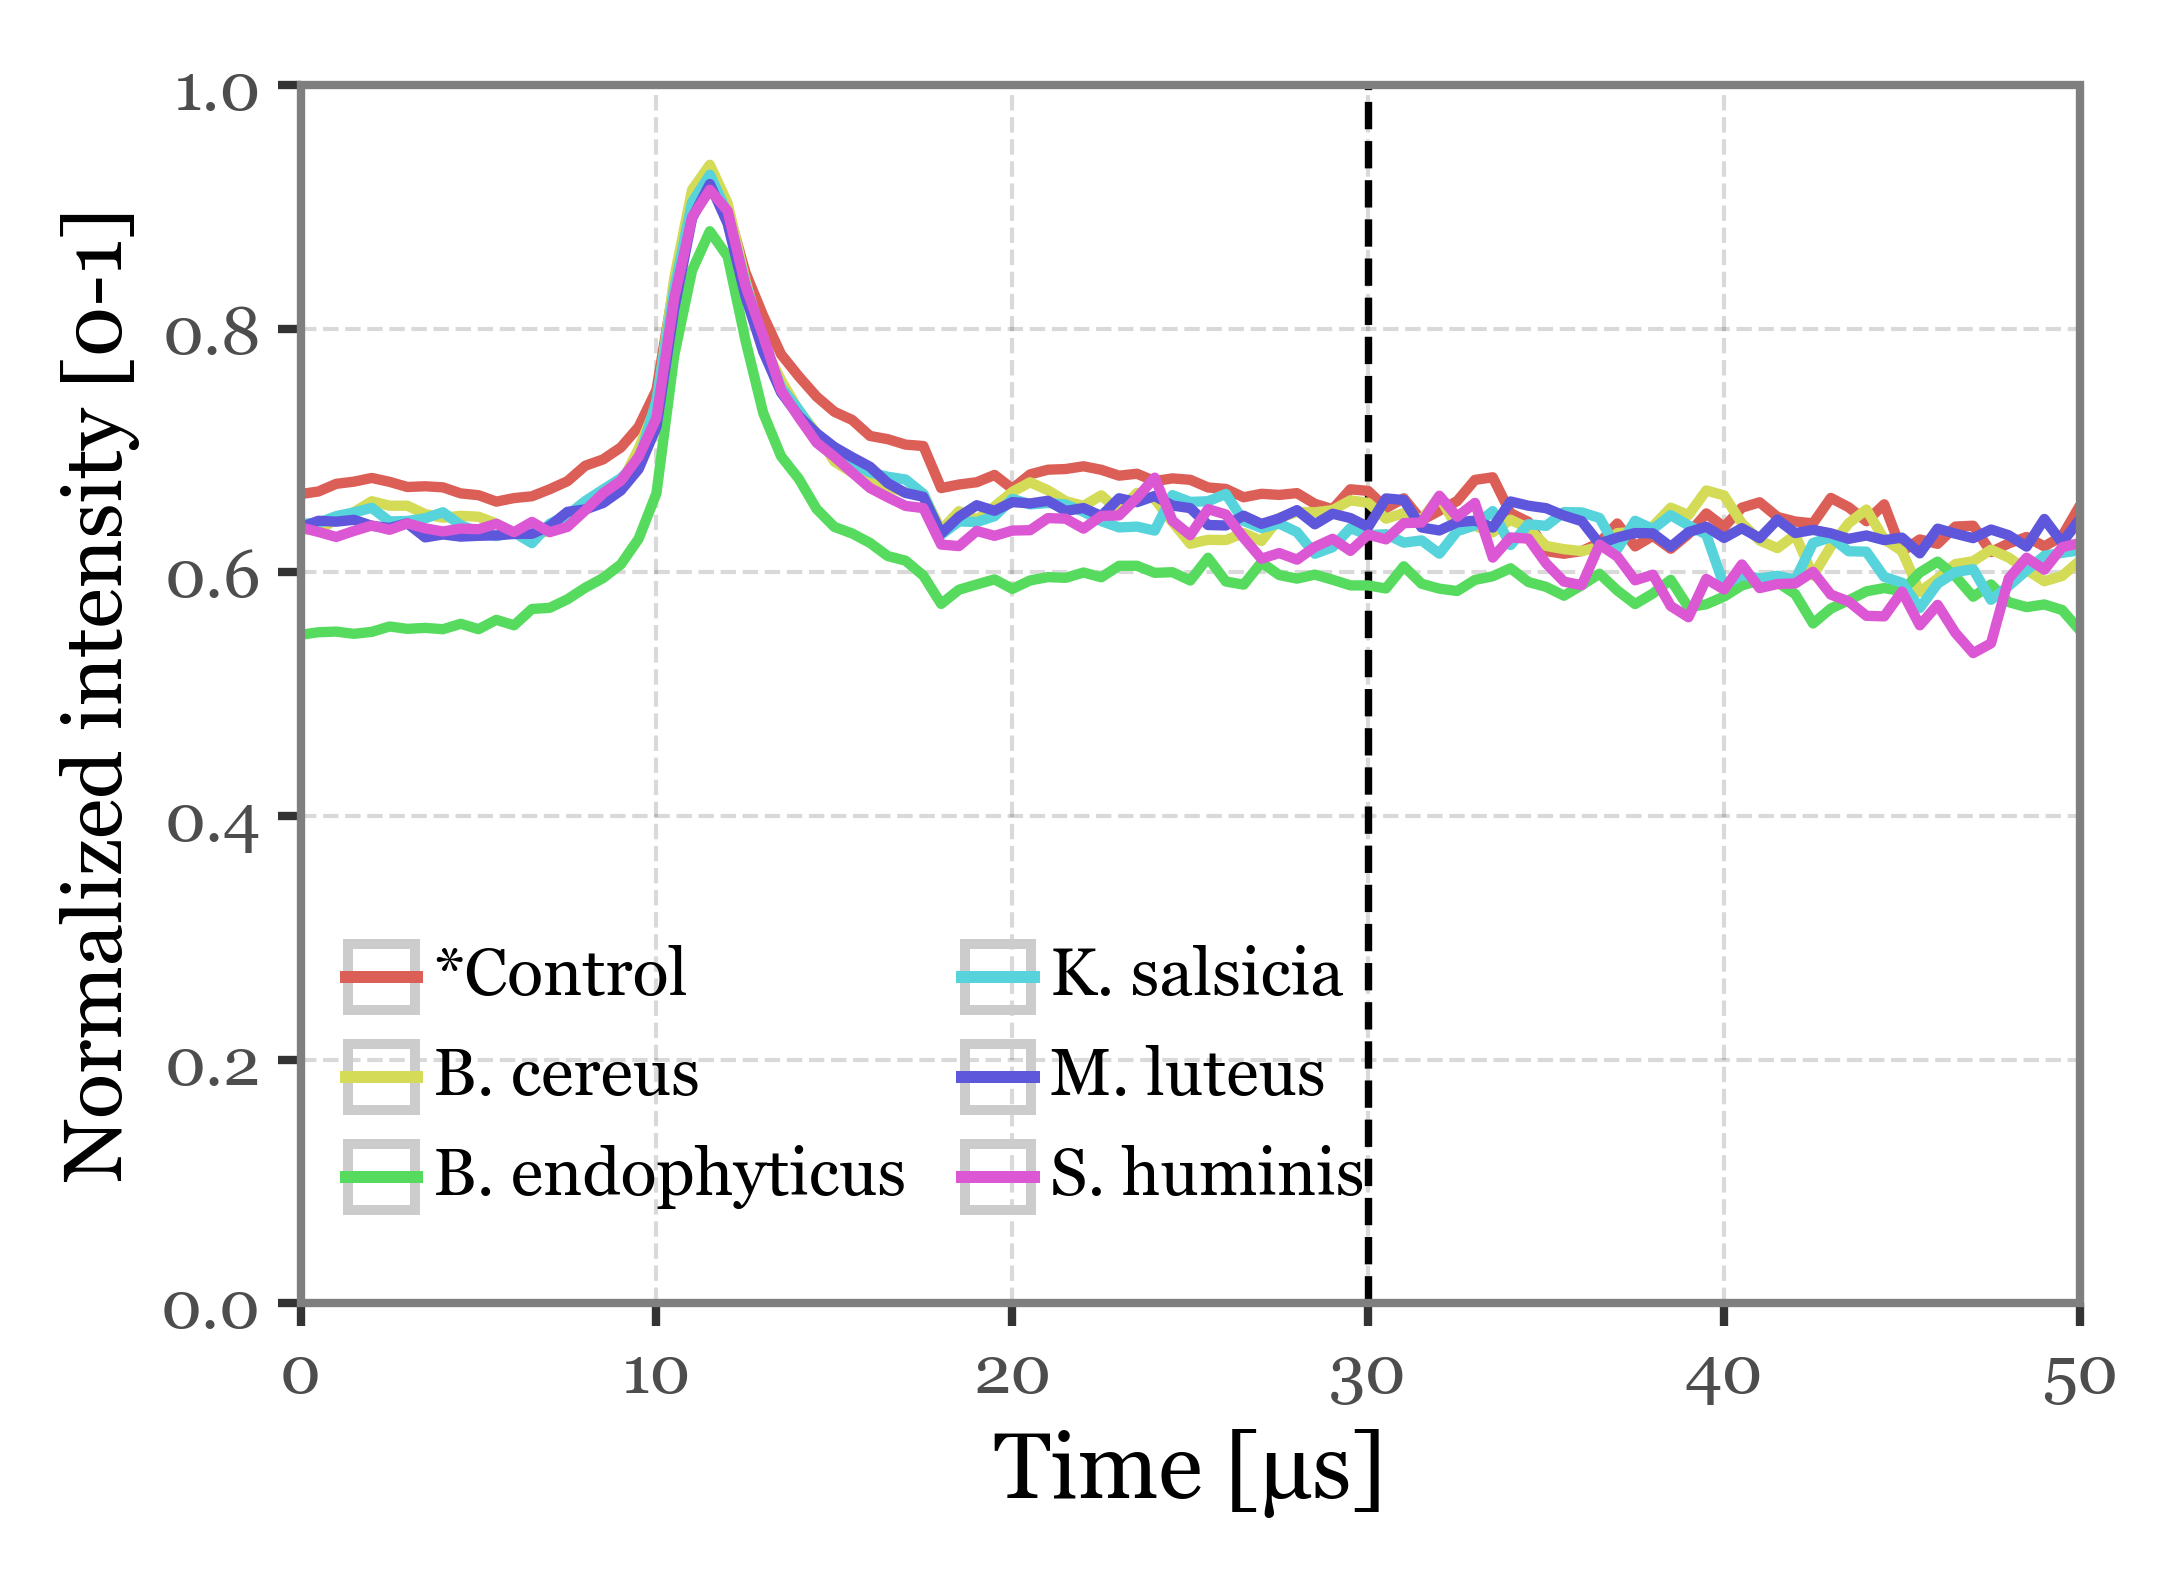 1.0
0.8
0.6
0.4
0.2
0.0
Normalized intensity [0-1]
*Control
B. cereus
B. endophyticus
K. salsicia
M. luteus
S. huminis
0 10 20 30 40 50
Time [µs]